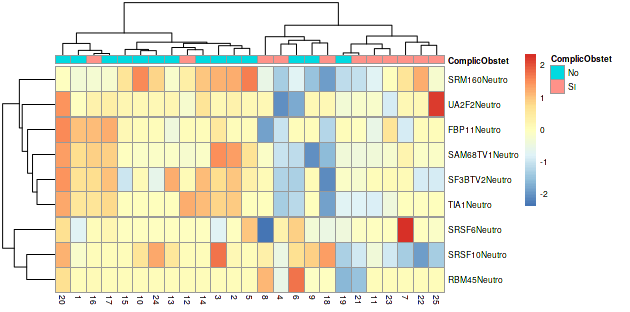 ComplicObstet
ComplicObstet
No
SI
SRM160Neutro
UA2F2Neutro
FBP11Neutro
SAM68TV1Neutro
SF3BTV2Neutro
TIA1Neutro
SRSF6Neutro
SRSF10Neutro
RBM45Neutro
2
1
0
-1
-2
20 1 16 17 15 10 24 13 12 14 3 2 5 8 4 6 9 18 19 21 11 23 7 22 25